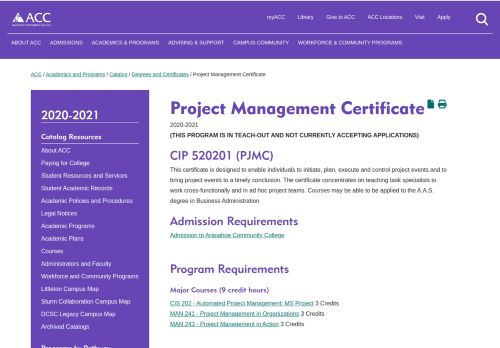 ACC
myACC Library Give to ACC ACC Locations Visit Apply
ABOUT ACC ADMISSIONS ACADEMICS & PROGRAMS ADVISING & SUPPORT CAMPUS COMMUNITY WORKFORCE & COMMUNITY PROGRAMS
ACC / Academics and Programs / Catalog / Degrees and Certificates / Project Management Certificate
2020-2021
Catalog Resources
About ACC
Paying for College
Student Resources and Services
Student Academic Records
Academic Policies and Procedures
Legal Notices
Academic Programs
Academic Plans
Courses
Administrators and Faculty
Workforce and Community Programs
Littleton Campus Map
Sturm Collaboration Campus Map
DCSC Legacy Campus Map
Archived Catalogs
Programs by Pathway
Project Management Certificate
2020-2021
(THIS PROGRAM IS IN TEACH-OUT AND NOT CURRENTLY ACCEPTING APPLICATIONS)
CIP 520201 (PJMC)
This certificate is designed to enable individuals to initiate, plan, execute and control project events and to
bring project events to a timely conclusion. The certificate concentrates on teaching task specialists to
work cross-functionally and in ad hoc project teams. Courses may be able to be applied to the A.A.S.
degree in Business Administration
Admission Requirements
Admission to Arapahoe Community College
Program Requirements
Major Courses (9 credit hours)
CIS 202 - Automated Project Management: MS Project 3 Credits
MAN 241 - Project Management in Organizations 3 Credits
MAN 243 - Project Management in Action 3 Credits